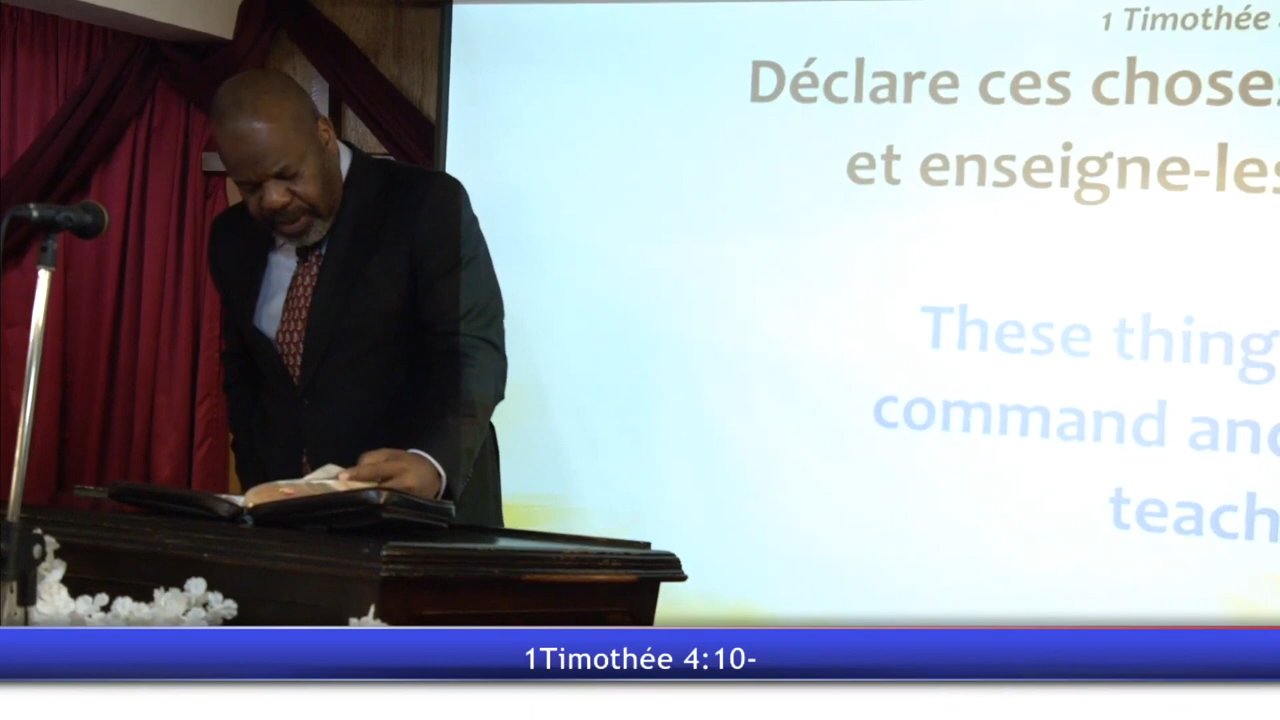 1 Timothée
Déclare ces choses
et enseigne-les
These thing
command and
teach
1Timothée 4:10-